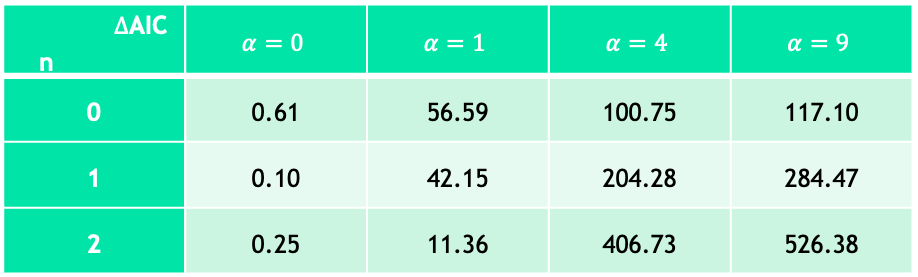 ΔAIC
n
α = 0
α = 1
α = 4
α = 9
0
0.61
56.59
100.75
117.10
1
0.10
42.15
204.28
284.47
2
0.25
11.36
406.73
526.38